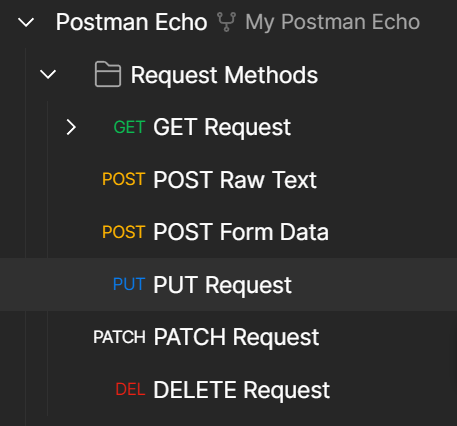 Postman Echo My Postman Echo
Request Methods
GET GET Request
POST POST Raw Text
POST POST Form Data
PUT PUT Request
PATCH PATCH Request
DEL DELETE Request